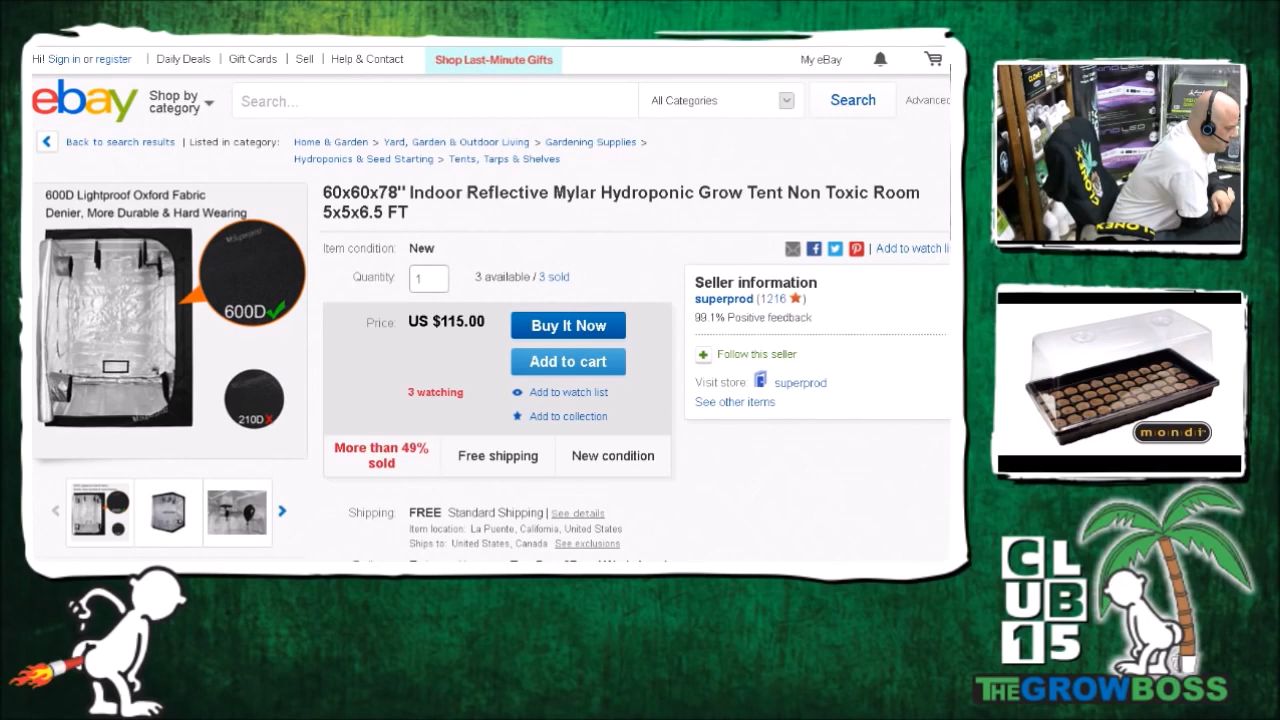 Hi! Sign in or register | Daily Deals | Gift Cards | Sell | Help & Contact
Shop Last-Minute Gifts
My eBay
ebay
Shop by
category
Search...
All Categories
Search
Advanced
Back to search results | Listed in category:
Home & Garden > Yard, Garden & Outdoor Living > Gardening Supplies >
Hydroponics & Seed Starting > Tents, Tarps & Shelves
600D Lightproof Oxford Fabric
Denier, More Durable & Hard Wearing
600D
210D
60x60x78" Indoor Reflective Mylar Hydroponic Grow Tent Non Toxic Room
5x5x6.5 FT
Item condition: New
| Add to watch li
Quantity: 1
3 available / 3 sold
Price: US $115.00
Buy It Now
Add to cart
3 watching
Add to watch list
Add to collection
More than 49%
sold
Free shipping
New condition
Shipping: FREE Standard Shipping | See details
Item location: La Puente, California, United States
Ships to: United States, Canada See exclusions
Seller information
superprod (1216 )
99.1% Positive feedback
Follow this seller
Visit store: superprod
See other items
CLONEX
mondi
CLUB
15
THEGROWBOSS